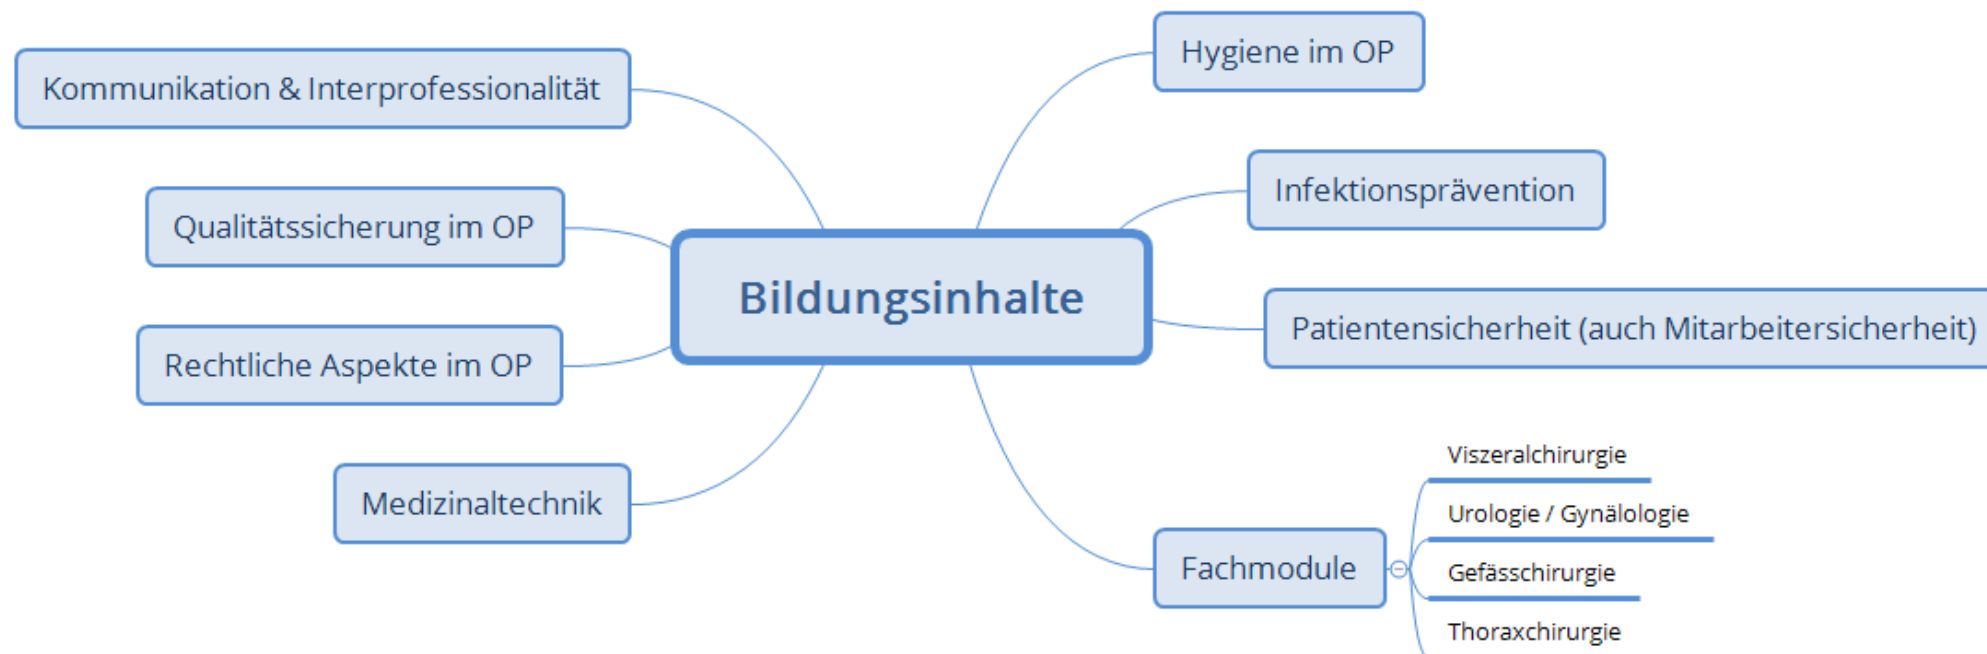 Kommunikation & Interprofessionalität
Qualitätssicherung im OP
Rechtliche Aspekte im OP
Medizinaltechnik
Bildungsinhalte
Hygiene im OP
Infektionsprävention
Patientensicherheit (auch Mitarbeitersicherheit)
Fachmodule
Viszeralchirurgie
Urologie / Gynälologie
Gefässchirurgie
Thoraxchirurgie